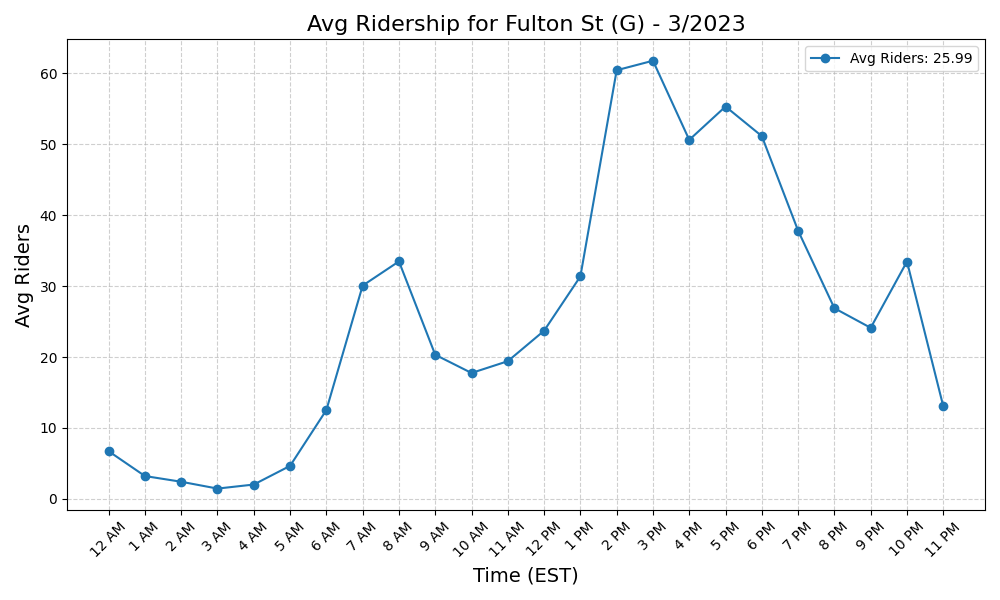 Avg Ridership for Fulton St (G) - 3/2023
Avg Riders: 25.99
Avg Riders
60
50
40
30
20
10
0
12 AM
1 AM
2 AM
3 AM
4 AM
5 AM
6 AM
7 AM
8 AM
9 AM
10 AM
11 AM
12 PM
1 PM
2 PM
3 PM
4 PM
5 PM
6 PM
7 PM
8 PM
9 PM
10 PM
11 PM
Time (EST)